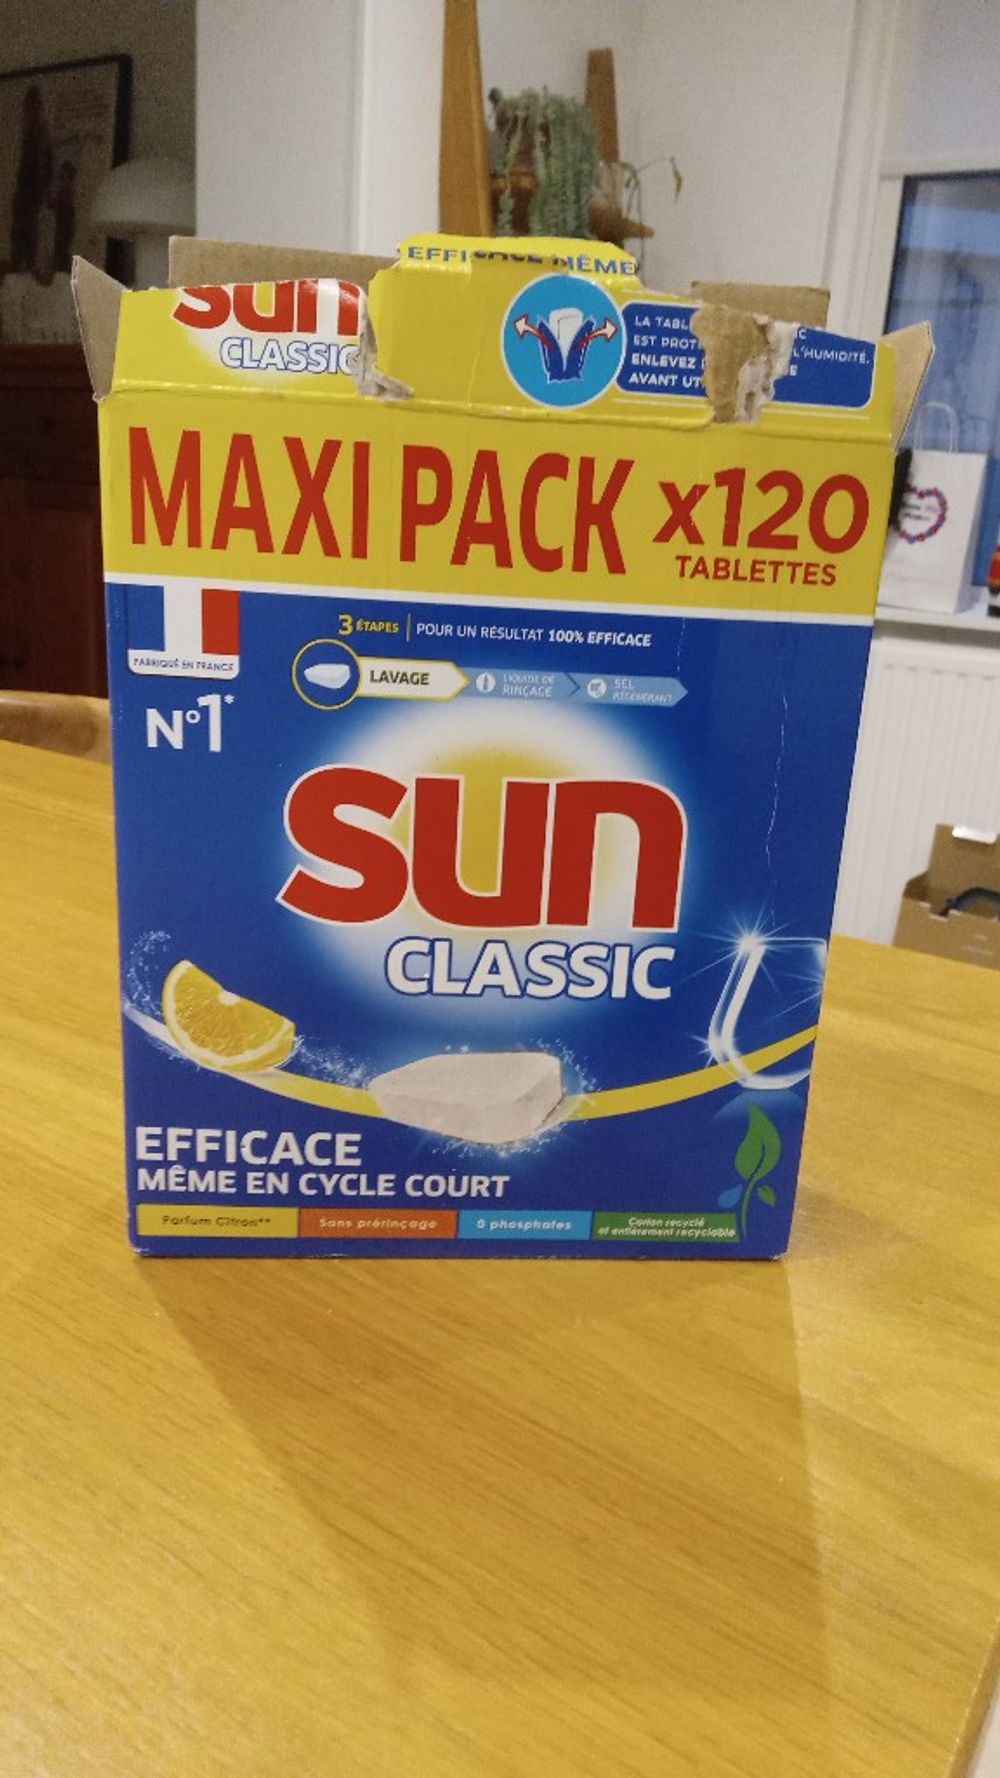 EFFICACE MÊME
sun
CLASSIC
LA TABL
EST PROT
L'HUMIDITÉ.
ENLEVEZ
AVANT UT
MAXI PACK x120
TABLETTES
FABRIQUÉ EN FRANCE
3 ÉTAPES | POUR UN RÉSULTAT 100% EFFICACE
LAVAGE
LIQUIDE DE
RINÇAGE
SEL
RÉGÉNÉRANT
N°1*
sun
CLASSIC
EFFICACE
MÊME EN CYCLE COURT
Parfum Citron**
Sans prérinçage
0 phosphates
Carton recyclé
et entièrement recyclable